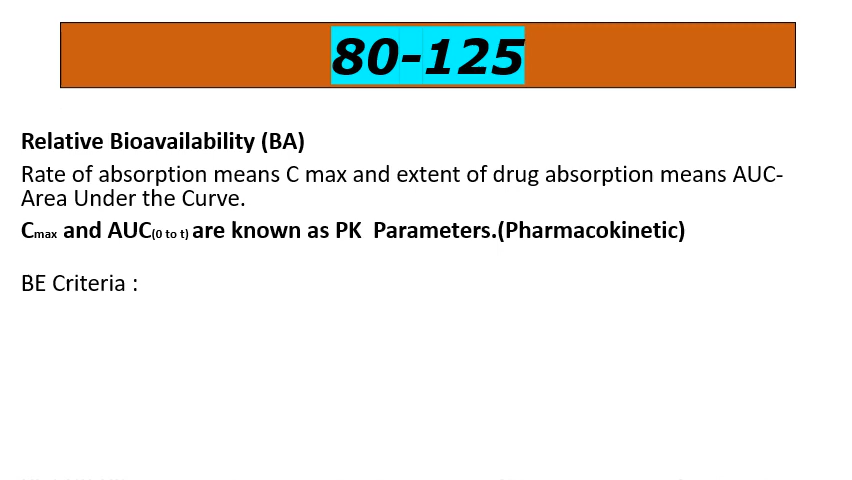 80-125
Relative Bioavailability (BA)
Rate of absorption means C max and extent of drug absorption means AUC-
Area Under the Curve.
Cmax and AUC(0 to t) are known as PK  Parameters.(Pharmacokinetic)
BE Criteria :